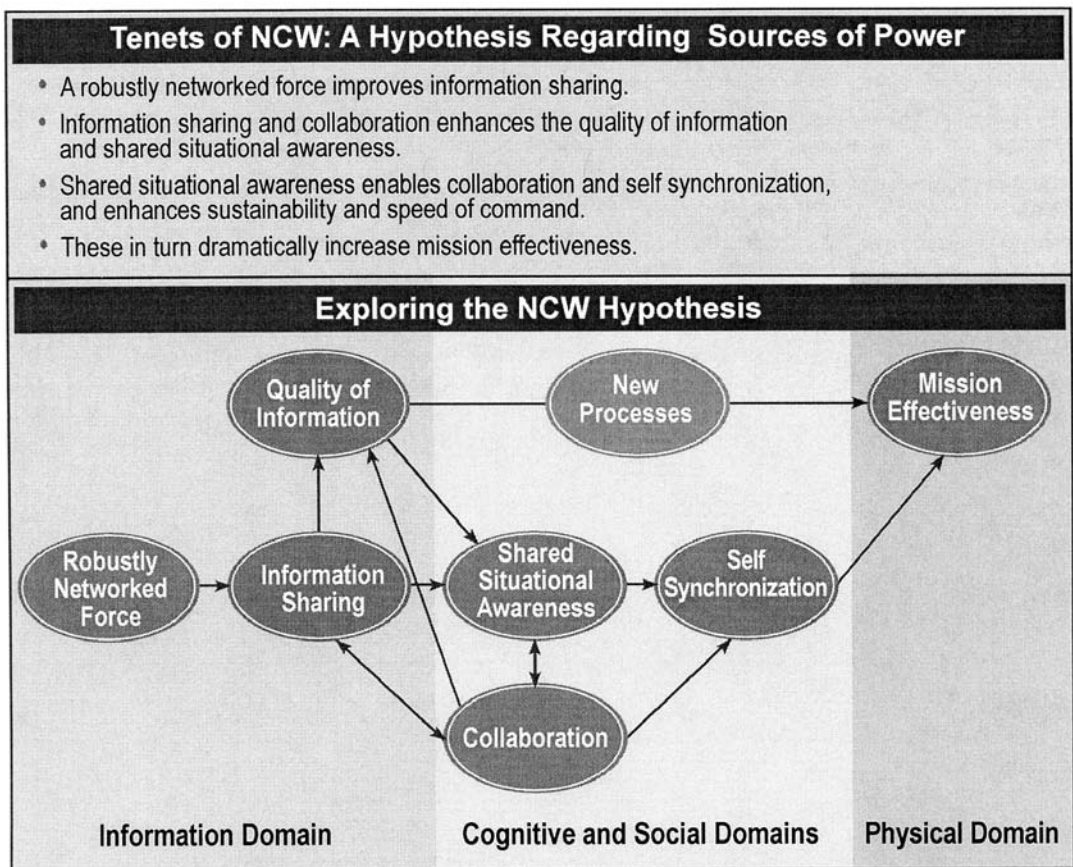 Tenets of NCW: A Hypothesis Regarding Sources of Power
• A robustly networked force improves information sharing.
• Information sharing and collaboration enhances the quality of information
and shared situational awareness.
• Shared situational awareness enables collaboration and self synchronization,
and enhances sustainability and speed of command.
• These in turn dramatically increase mission effectiveness.
Exploring the NCW Hypothesis
Quality of
Information
New
Processes
Mission
Effectiveness
Robustly
Networked
Force
Information
Sharing
Shared
Situational
Awareness
Self
Synchronization
Collaboration
Information Domain
Cognitive and Social Domains
Physical Domain